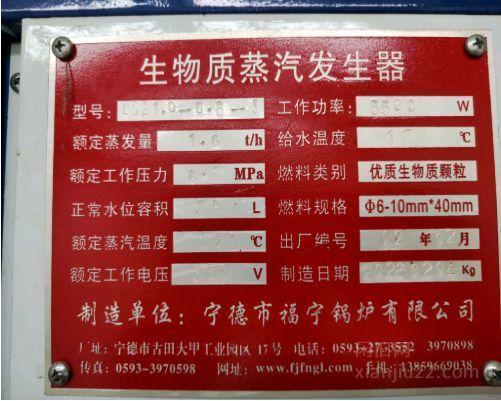 生物质蒸汽发生器
型号： 工作功率： W
额定蒸发量 t/h 给水温度： 17 ℃
额定工作压力 MPa 燃料类别 优质生物质颗粒
正常水位容积 L 燃料规格 Φ6-10mm*40mm
额定蒸汽温度 ℃ 出厂编号 年 月
额定工作电压 V 制造日期 Kg
制造单位：宁德市福宁锅炉有限公司
厂址：宁德市古田大甲工业园区 17号 电话：0593- 3970898
传真：0593-3970598 网址：www.fjfngl.com 手机：13859669038
xianjiu22.com